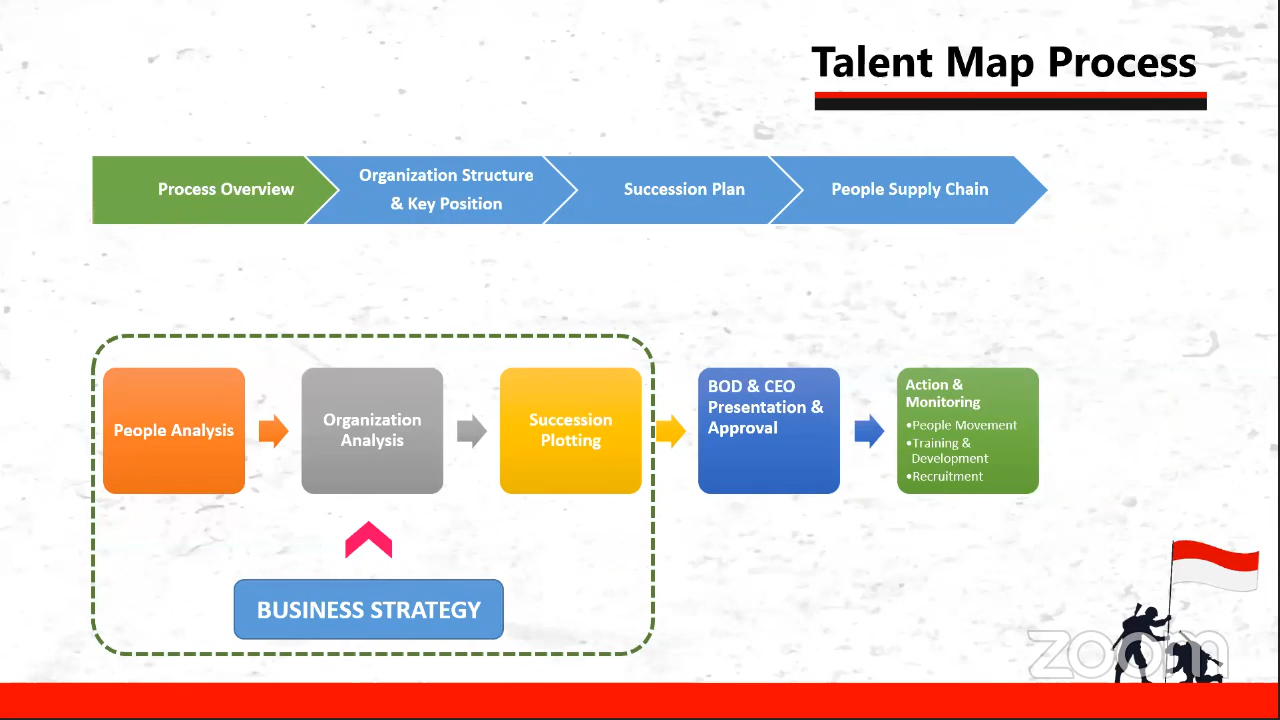 Talent Map Process
Process Overview
Organization Structure
& Key Position
Succession Plan
People Supply Chain
People Analysis
Organization
Analysis
Succession
Plotting
BOD & CEO
Presentation &
Approval
Action &
Monitoring
•People Movement
•Training &
Development
•Recruitment
BUSINESS STRATEGY
zoom